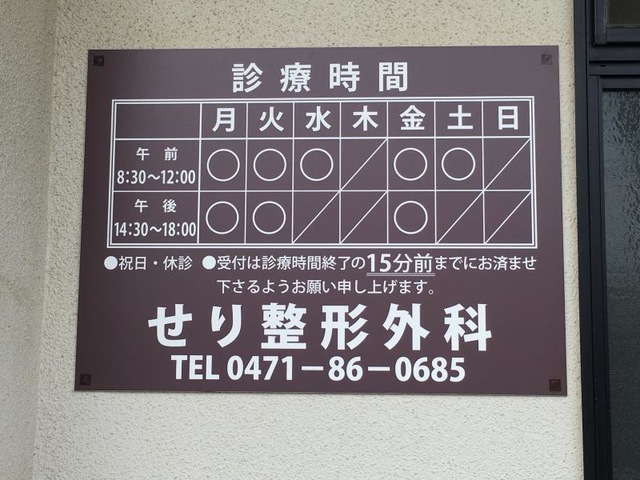 診療時間
月 火 水 木 金 土 日
午前 8:30～12:00 ○ ○ ○ ／ ○ ○ ／
午後 14:30～18:00 ○ ○ ／ ／ ○ ／ ／
●祝日・休診 ●受付は診療時間終了の15分前までにお済ませ
下さるようお願い申し上げます。
せり整形外科
TEL 0471－86－0685